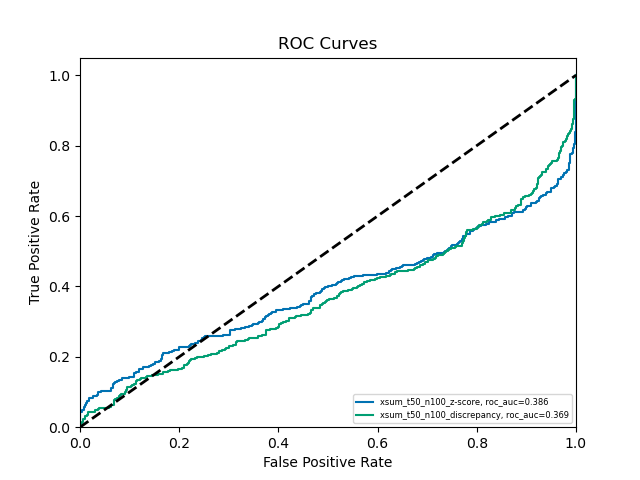 ROC Curves
1.0
0.8
0.6
0.4
0.2
0.0
True Positive Rate
xsum_t50_n100_z-score, roc_auc=0.386
xsum_t50_n100_discrepancy, roc_auc=0.369
0.0 0.2 0.4 0.6 0.8 1.0
False Positive Rate